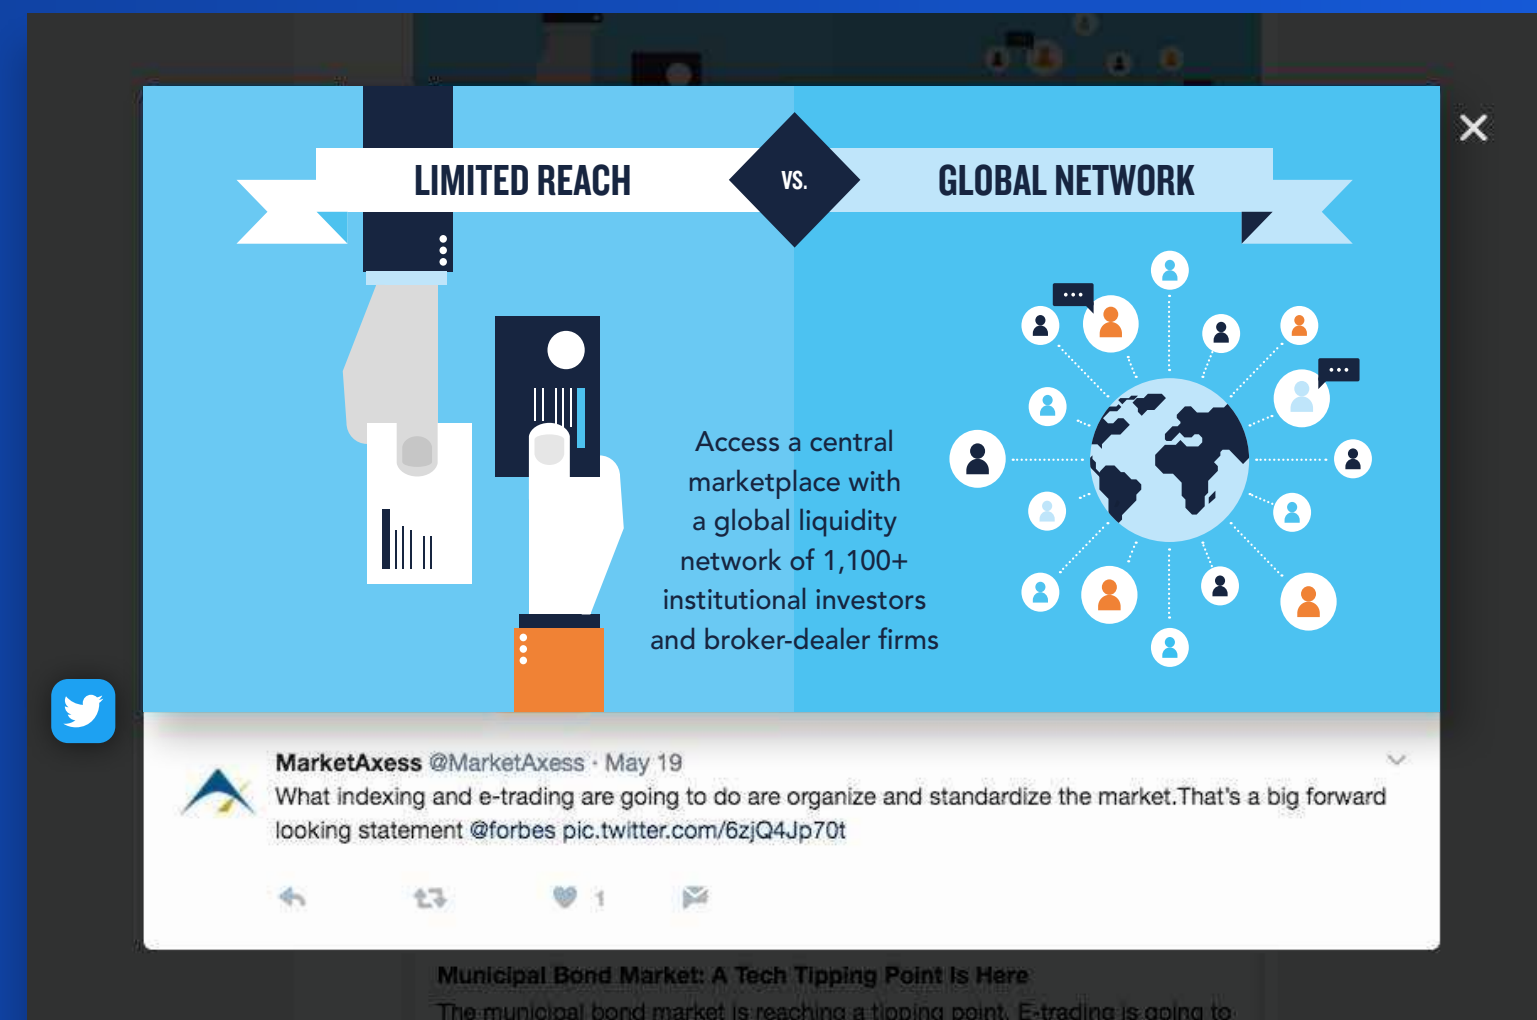 LIMITED REACH
VS.
GLOBAL NETWORK
Access a central
marketplace with
a global liquidity
network of 1,100+
institutional investors
and broker-dealer firms
MarketAxess @MarketAxess · May 19
What indexing and e-trading are going to do are organize and standardize the market.That's a big forward
looking statement @forbes pic.twitter.com/6zjQ4Jp70t
1
Municipal Bond Market: A Tech Tipping Point Is Here
The municipal bond market is reaching a tipping point. E-trading is going to